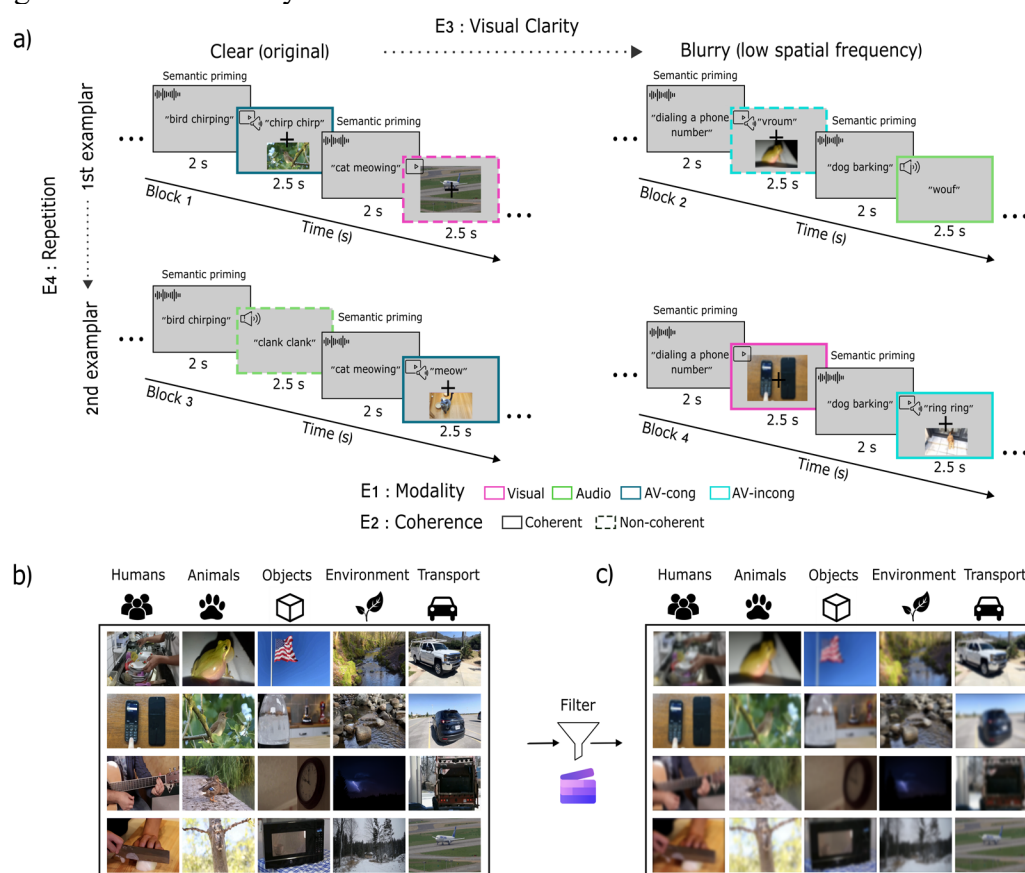 E3 : Visual Clarity
a)
Clear (original)
Blurry (low spatial frequency)
E4 : Repetition
1st examplar
2nd examplar
Semantic priming
"bird chirping"
2 s
"chirp chirp"
2.5 s
Semantic priming
"cat meowing"
2 s
2.5 s
Block 1
Time (s)
Semantic priming
"dialing a phone
number"
2 s
"vroum"
2.5 s
Semantic priming
"dog barking"
2 s
"wouf"
2.5 s
Block 2
Time (s)
Semantic priming
"bird chirping"
2 s
"clank clank"
2.5 s
Semantic priming
"cat meowing"
2 s
"meow"
2.5 s
Block 3
Time (s)
Semantic priming
"dialing a phone
number"
2 s
2.5 s
Semantic priming
"dog barking"
2 s
"ring ring"
2.5 s
Block 4
Time (s)
E1 : Modality Visual Audio AV-cong AV-incong
E2 : Coherence Coherent Non-coherent
b)
Humans Animals Objects Environment Transport
Filter
c)
Humans Animals Objects Environment Transport